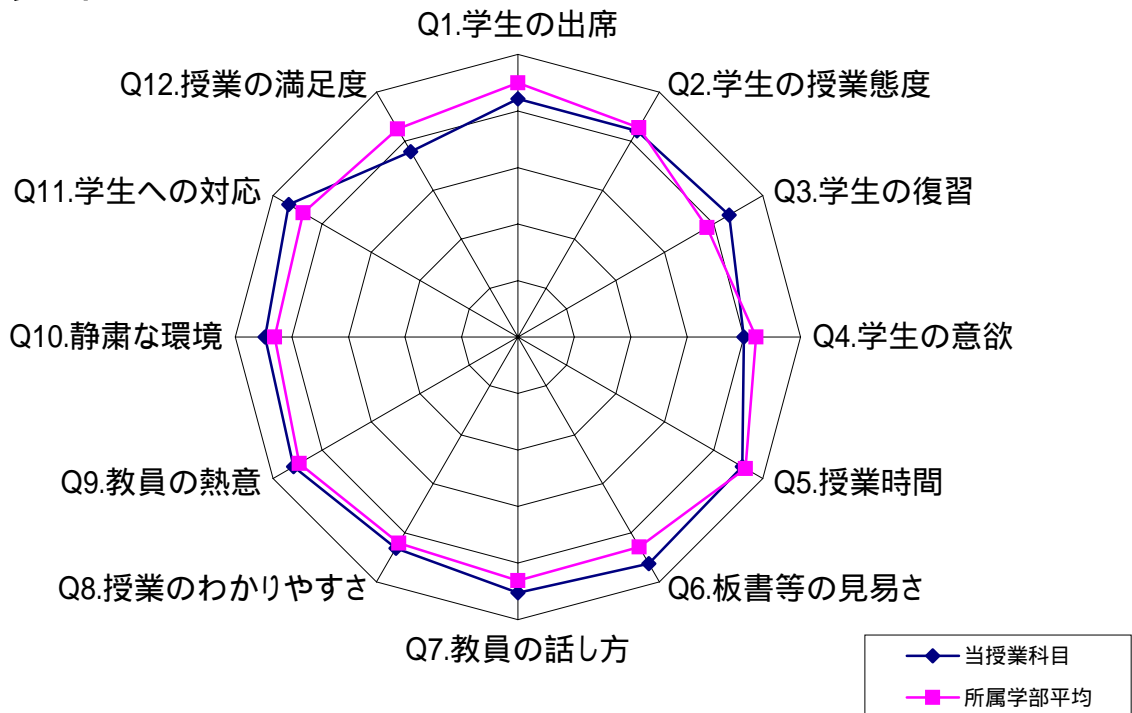 Q1.学生の出席
Q2.学生の授業態度
Q3.学生の復習
Q4.学生の意欲
Q5.授業時間
Q6.板書等の見易さ
Q7.教員の話し方
Q8.授業のわかりやすさ
Q9.教員の熱意
Q10.静粛な環境
Q11.学生への対応
Q12.授業の満足度
当授業科目
所属学部平均